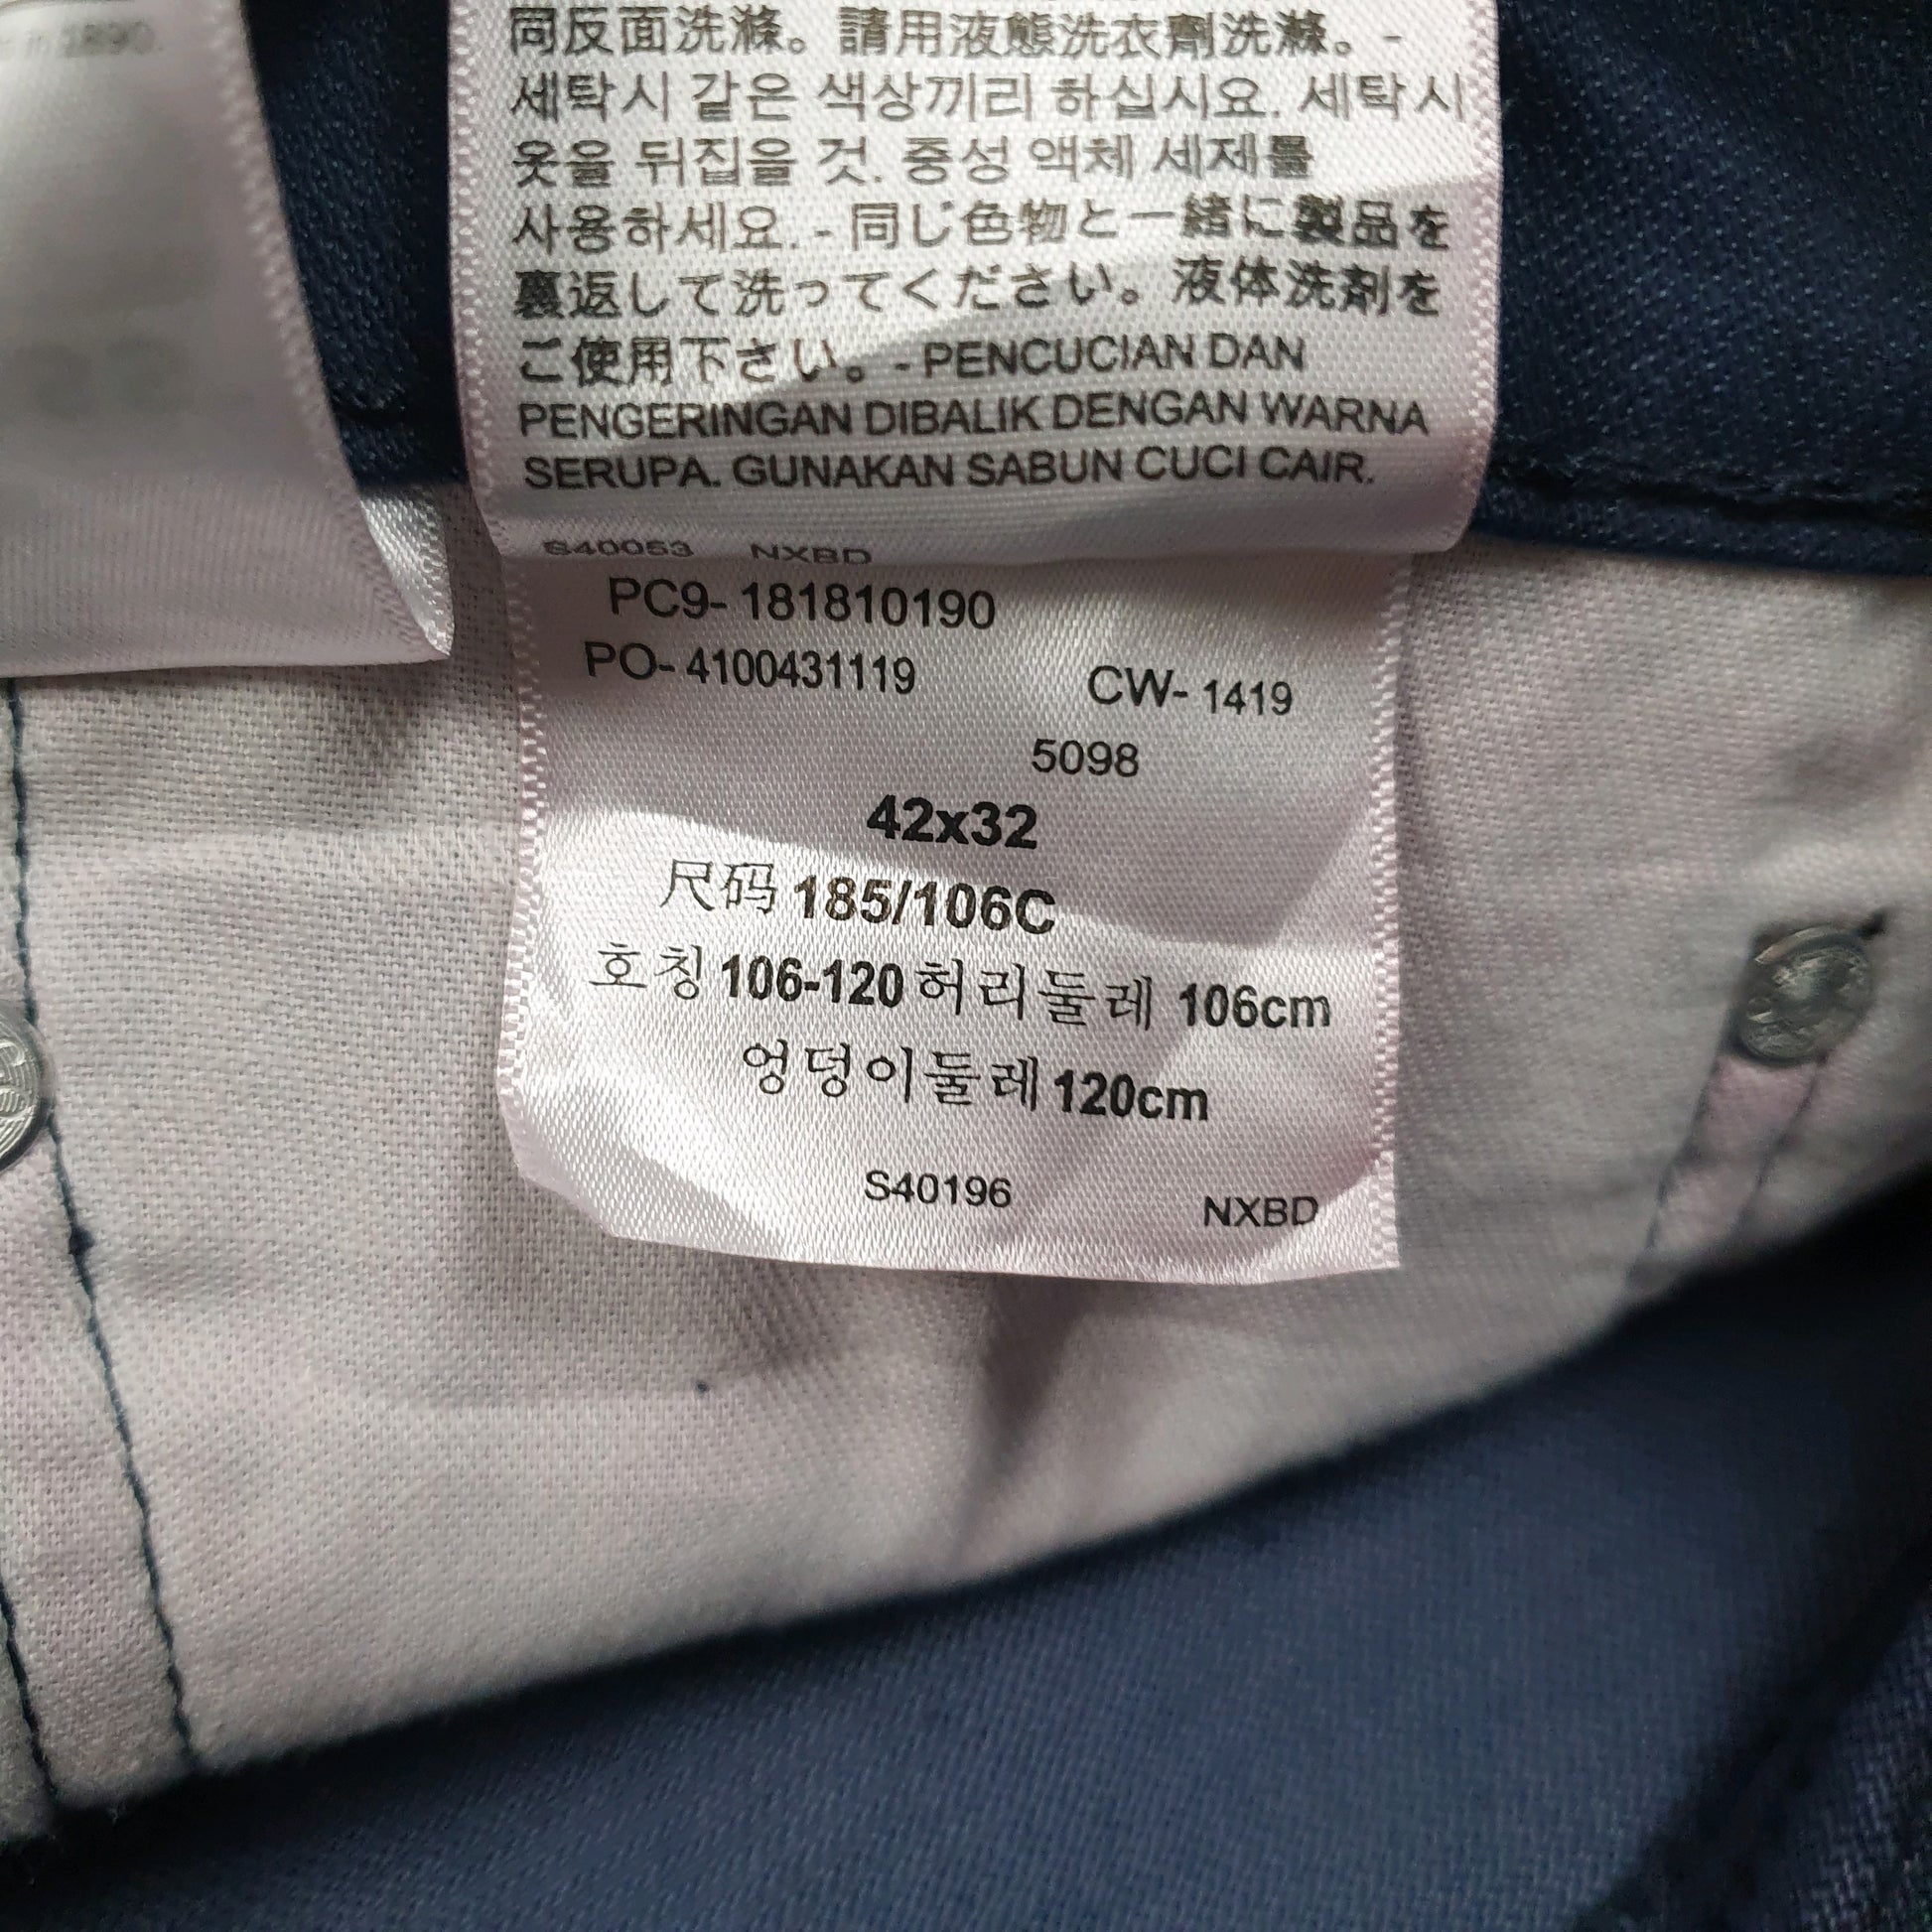 in 1890.
同反面洗滌。請用液態洗衣劑洗滌。-
세탁시 같은 색상끼리 하십시요. 세탁시
옷을 뒤집을 것. 중성 액체 세제를
사용하세요. - 同じ色物と一緒に製品を
裏返して洗ってください。液体洗剤を
ご使用下さい。- PENCUCIAN DAN
PENGERINGAN DIBALIK DENGAN WARNA
SERUPA. GUNAKAN SABUN CUCI CAIR.
S40053 NXBD
PC9- 181810190
PO- 4100431119 CW- 1419
5098
42x32
尺码 185/106C
호칭 106-120 허리둘레 106cm
엉덩이둘레 120cm
S40196 NXBD